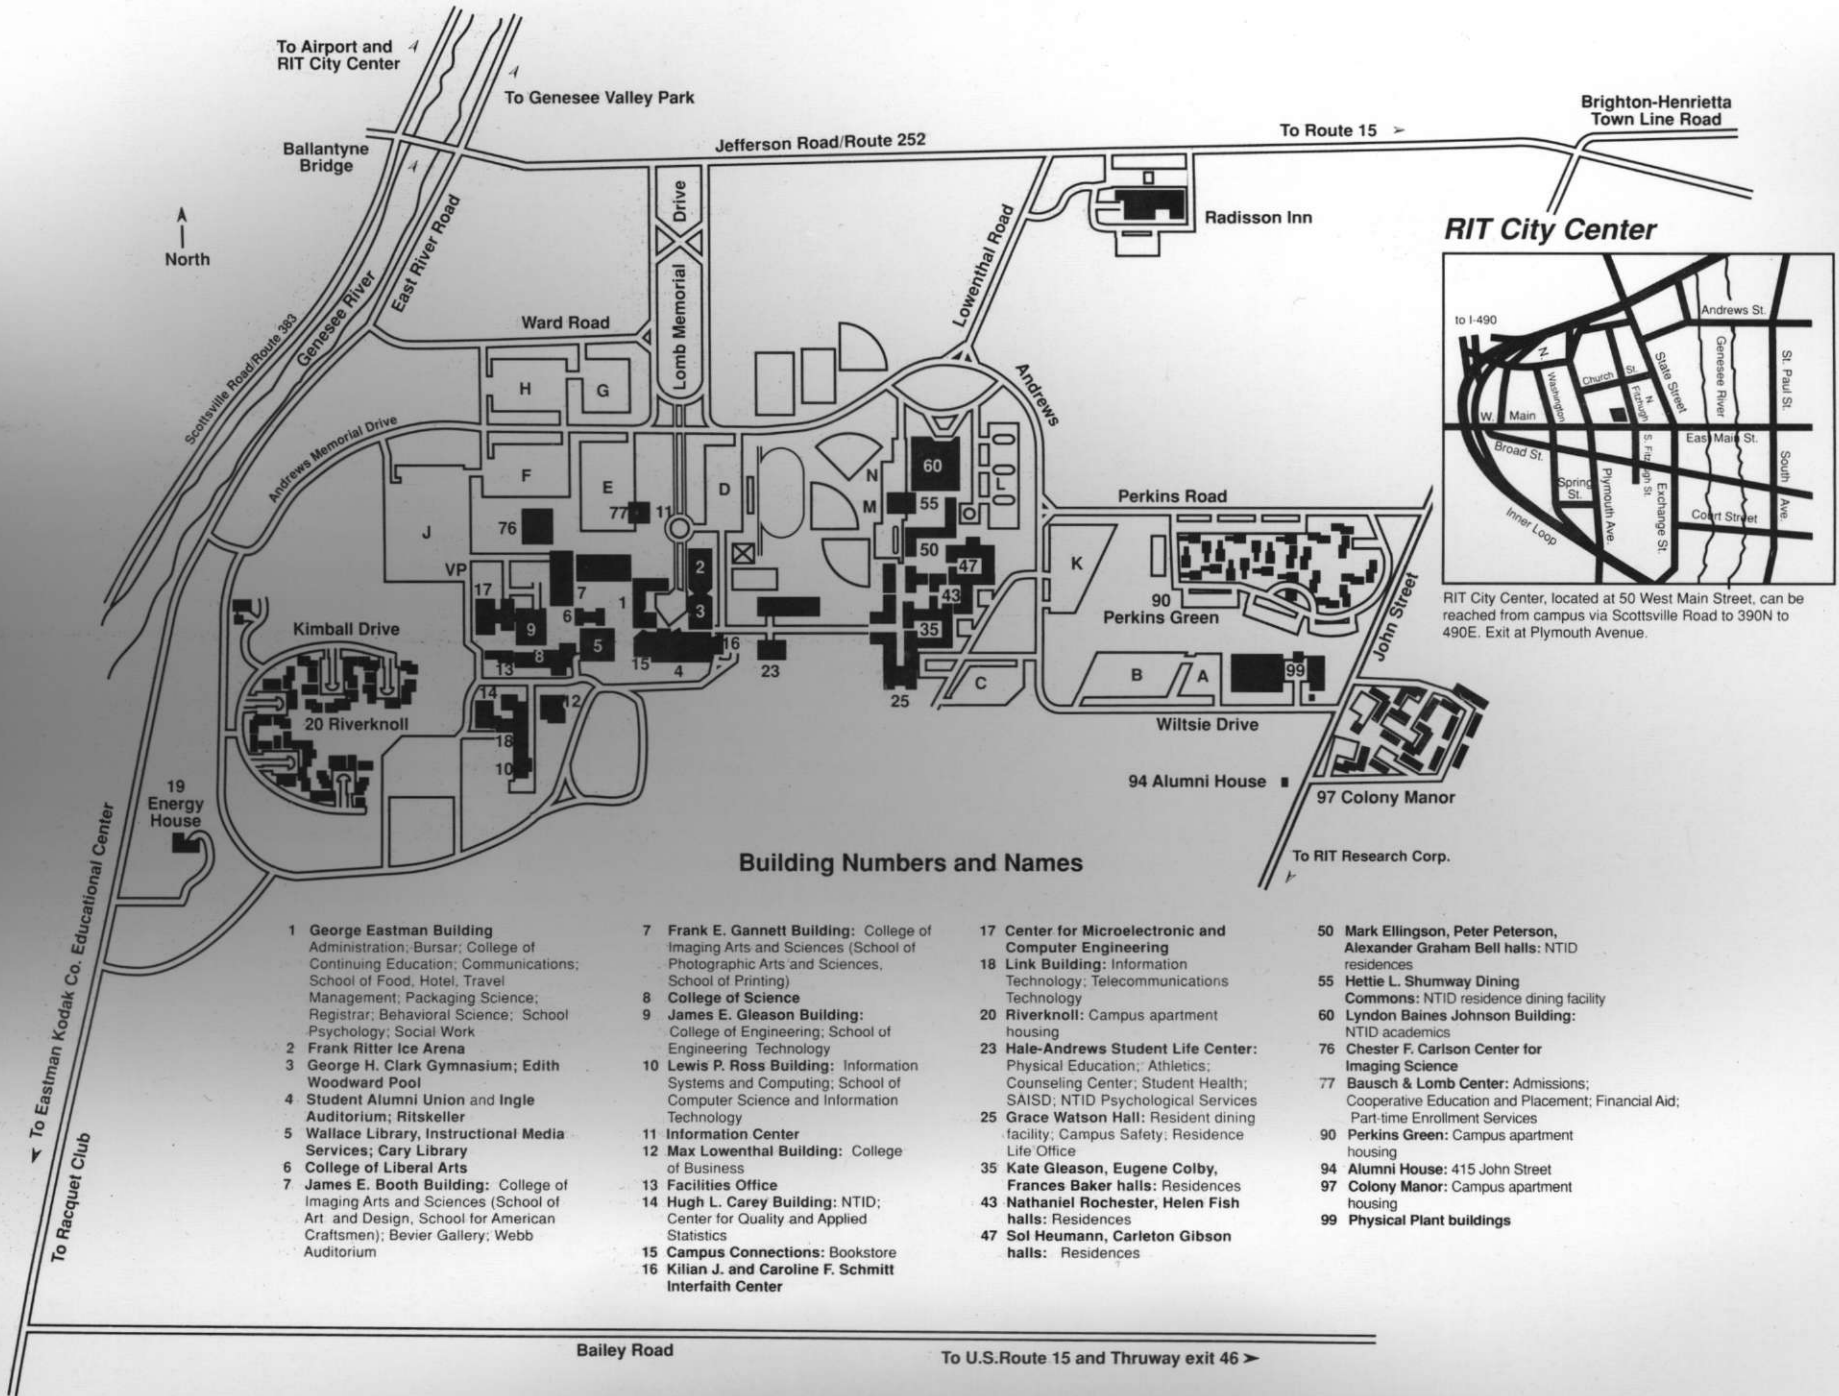 To Airport and
RIT City Center
To Genesee Valley Park
Brighton-Henrietta
Town Line Road
To Route 15
Jefferson Road/Route 252
Ballantyne
Bridge
North
Scottsville Road/Route 383
Genesee River
East River Road
Lomb Memorial Drive
Lowenthal Road
Radisson Inn
Ward Road
H
G
Andrews Memorial Drive
Andrews
F
E
D
N
M
60
55
L
J
76
77
11
50
47
43
35
2
3
1
7
6
5
VP
17
9
8
13
15
4
16
23
25
14
12
18
10
K
C
B
A
99
Perkins Road
90
Perkins Green
John Street
Wiltsie Drive
Kimball Drive
20 Riverknoll
19
Energy
House
94 Alumni House
97 Colony Manor
To RIT Research Corp.
To Eastman Kodak Co. Educational Center
To Racquet Club
RIT City Center
to I-490
Andrews St.
N.
Washington
Church
St.
N.
Fitzhugh
State Street
Genesee River
St. Paul St.
W.
Main
East Main St.
Broad St.
Spring
St.
S. Fitzhugh St.
Plymouth Ave.
Exchange St.
South Ave.
Court Street
Inner Loop
RIT City Center, located at 50 West Main Street, can be
reached from campus via Scottsville Road to 390N to
490E. Exit at Plymouth Avenue.
Building Numbers and Names
1 George Eastman Building
Administration; Bursar; College of
Continuing Education; Communications;
School of Food, Hotel, Travel
Management; Packaging Science;
Registrar; Behavioral Science; School
Psychology; Social Work
2 Frank Ritter Ice Arena
3 George H. Clark Gymnasium; Edith
Woodward Pool
4 Student Alumni Union and Ingle
Auditorium; Ritskeller
5 Wallace Library, Instructional Media
Services; Cary Library
6 College of Liberal Arts
7 James E. Booth Building: College of
Imaging Arts and Sciences (School of
Art and Design, School for American
Craftsmen); Bevier Gallery; Webb
Auditorium
7 Frank E. Gannett Building: College of
Imaging Arts and Sciences (School of
Photographic Arts and Sciences,
School of Printing)
8 College of Science
9 James E. Gleason Building:
College of Engineering; School of
Engineering Technology
10 Lewis P. Ross Building: Information
Systems and Computing; School of
Computer Science and Information
Technology
11 Information Center
12 Max Lowenthal Building: College
of Business
13 Facilities Office
14 Hugh L. Carey Building: NTID;
Center for Quality and Applied
Statistics
15 Campus Connections: Bookstore
16 Kilian J. and Caroline F. Schmitt
Interfaith Center
17 Center for Microelectronic and
Computer Engineering
18 Link Building: Information
Technology; Telecommunications
Technology
20 Riverknoll: Campus apartment
housing
23 Hale-Andrews Student Life Center:
Physical Education; Athletics;
Counseling Center; Student Health;
SAISD; NTID Psychological Services
25 Grace Watson Hall: Resident dining
facility; Campus Safety; Residence
Life Office
35 Kate Gleason, Eugene Colby,
Frances Baker halls: Residences
43 Nathaniel Rochester, Helen Fish
halls: Residences
47 Sol Heumann, Carleton Gibson
halls: Residences
50 Mark Ellingson, Peter Peterson,
Alexander Graham Bell halls: NTID
residences
55 Hettie L. Shumway Dining
Commons: NTID residence dining facility
60 Lyndon Baines Johnson Building:
NTID academics
76 Chester F. Carlson Center for
Imaging Science
77 Bausch & Lomb Center: Admissions;
Cooperative Education and Placement; Financial Aid;
Part-time Enrollment Services
90 Perkins Green: Campus apartment
housing
94 Alumni House: 415 John Street
97 Colony Manor: Campus apartment
housing
99 Physical Plant buildings
Bailey Road
To U.S.Route 15 and Thruway exit 46